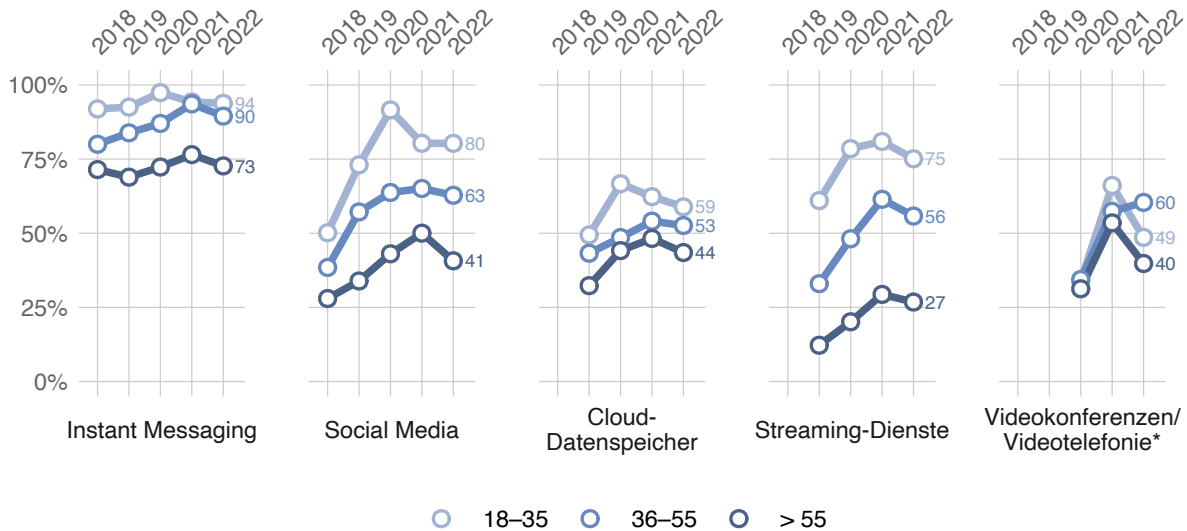 2018 2019 2020 2021 2022 2018 2019 2020 2021 2022 2018 2019 2020 2021 2022 2018 2019 2020 2021 2022 2018 2019 2020 2021 2022
100%
75%
50%
25%
0%
94
90
73
80
63
41
59
53
44
75
56
27
60
49
40
Instant Messaging
Social Media
Cloud-
Datenspeicher
Streaming-Dienste
Videokonferenzen/
Videotelefonie*
18–35 36–55 > 55